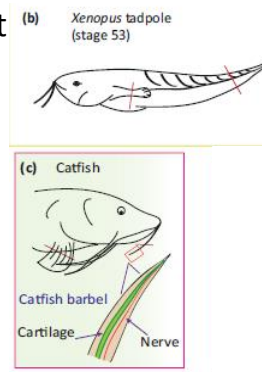 t
(b) Xenopus tadpole
(stage 53)
(c) Catfish
Catfish barbel
Cartilage
Nerve